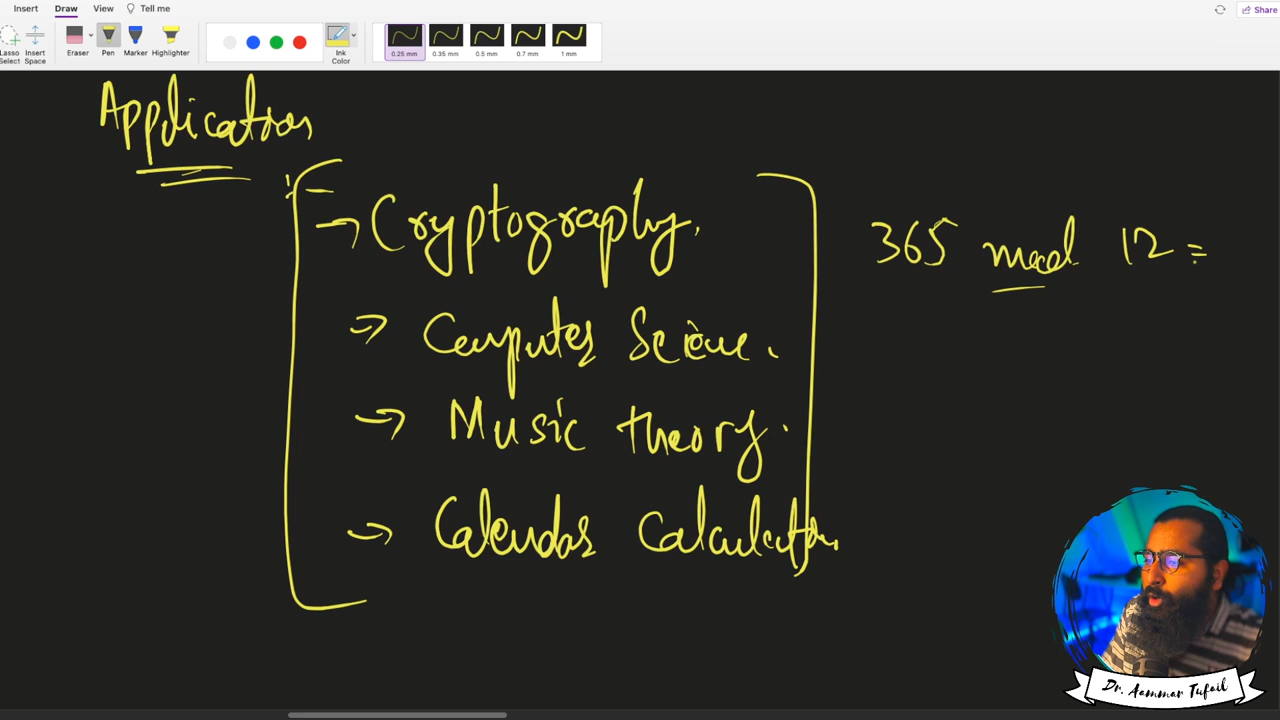 Insert Draw View Tell me
Share
Lasso Select
Insert Space
Eraser
Pen
Marker
Highlighter
Ink Color
0.25 mm 0.35 mm 0.5 mm 0.7 mm 1 mm
Application
:- → Cryptography.
365 mod 12 =
→ Computer Science.
→ Music theory.
→ Calendar Calculation
Dr. Aammar Tufail